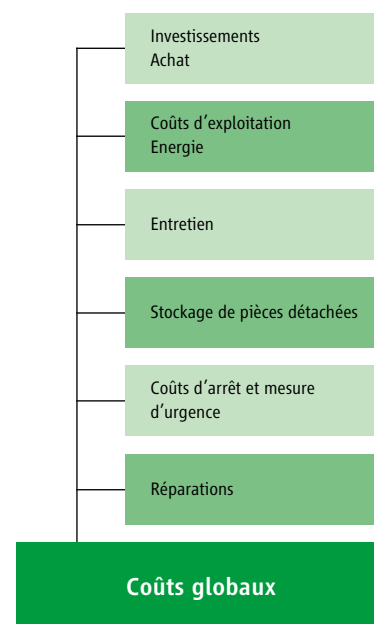 Investissements
Achat
Coûts d'exploitation
Energie
Entretien
Stockage de pièces détachées
Coûts d'arrêt et mesure
d'urgence
Réparations
Coûts globaux